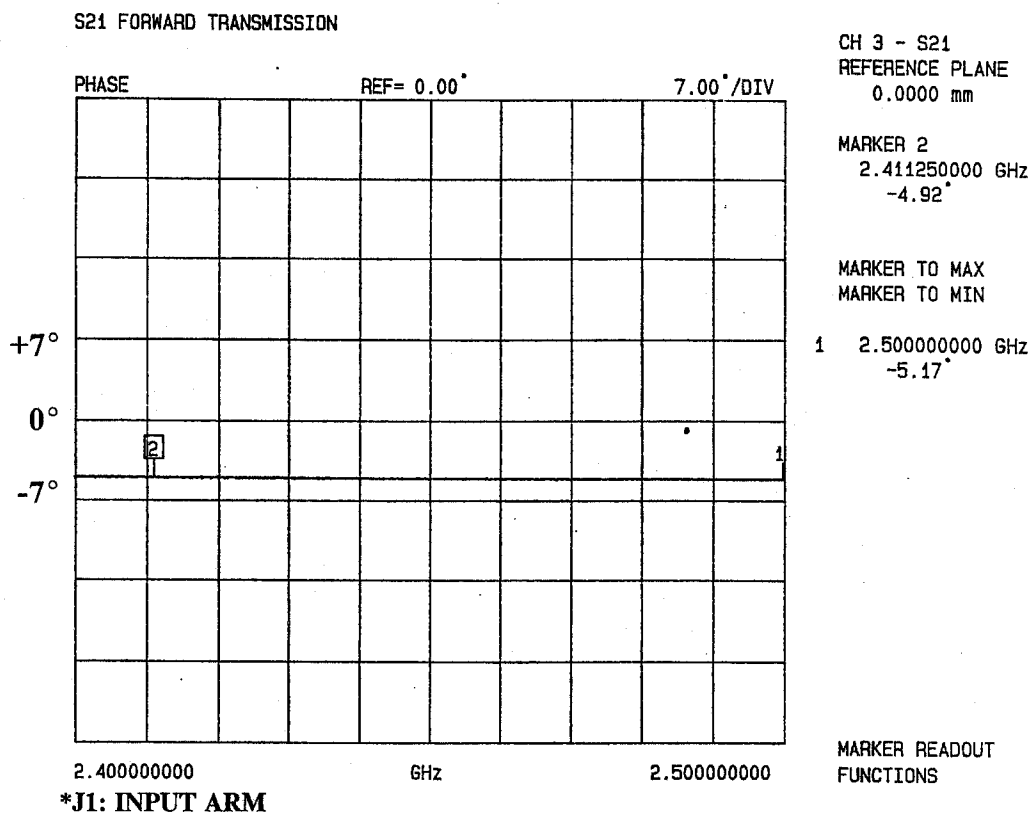 S21 FORWARD TRANSMISSION
CH 3 - S21
REFERENCE PLANE
0.0000 mm
MARKER 2
2.411250000 GHz
-4.92°
MARKER TO MAX
MARKER TO MIN
1 2.500000000 GHz
-5.17°
MARKER READOUT
FUNCTIONS
PHASE REF= 0.00° 7.00°/DIV
+7°
0°
-7°
2
1
2.400000000 GHz 2.500000000
*J1: INPUT ARM